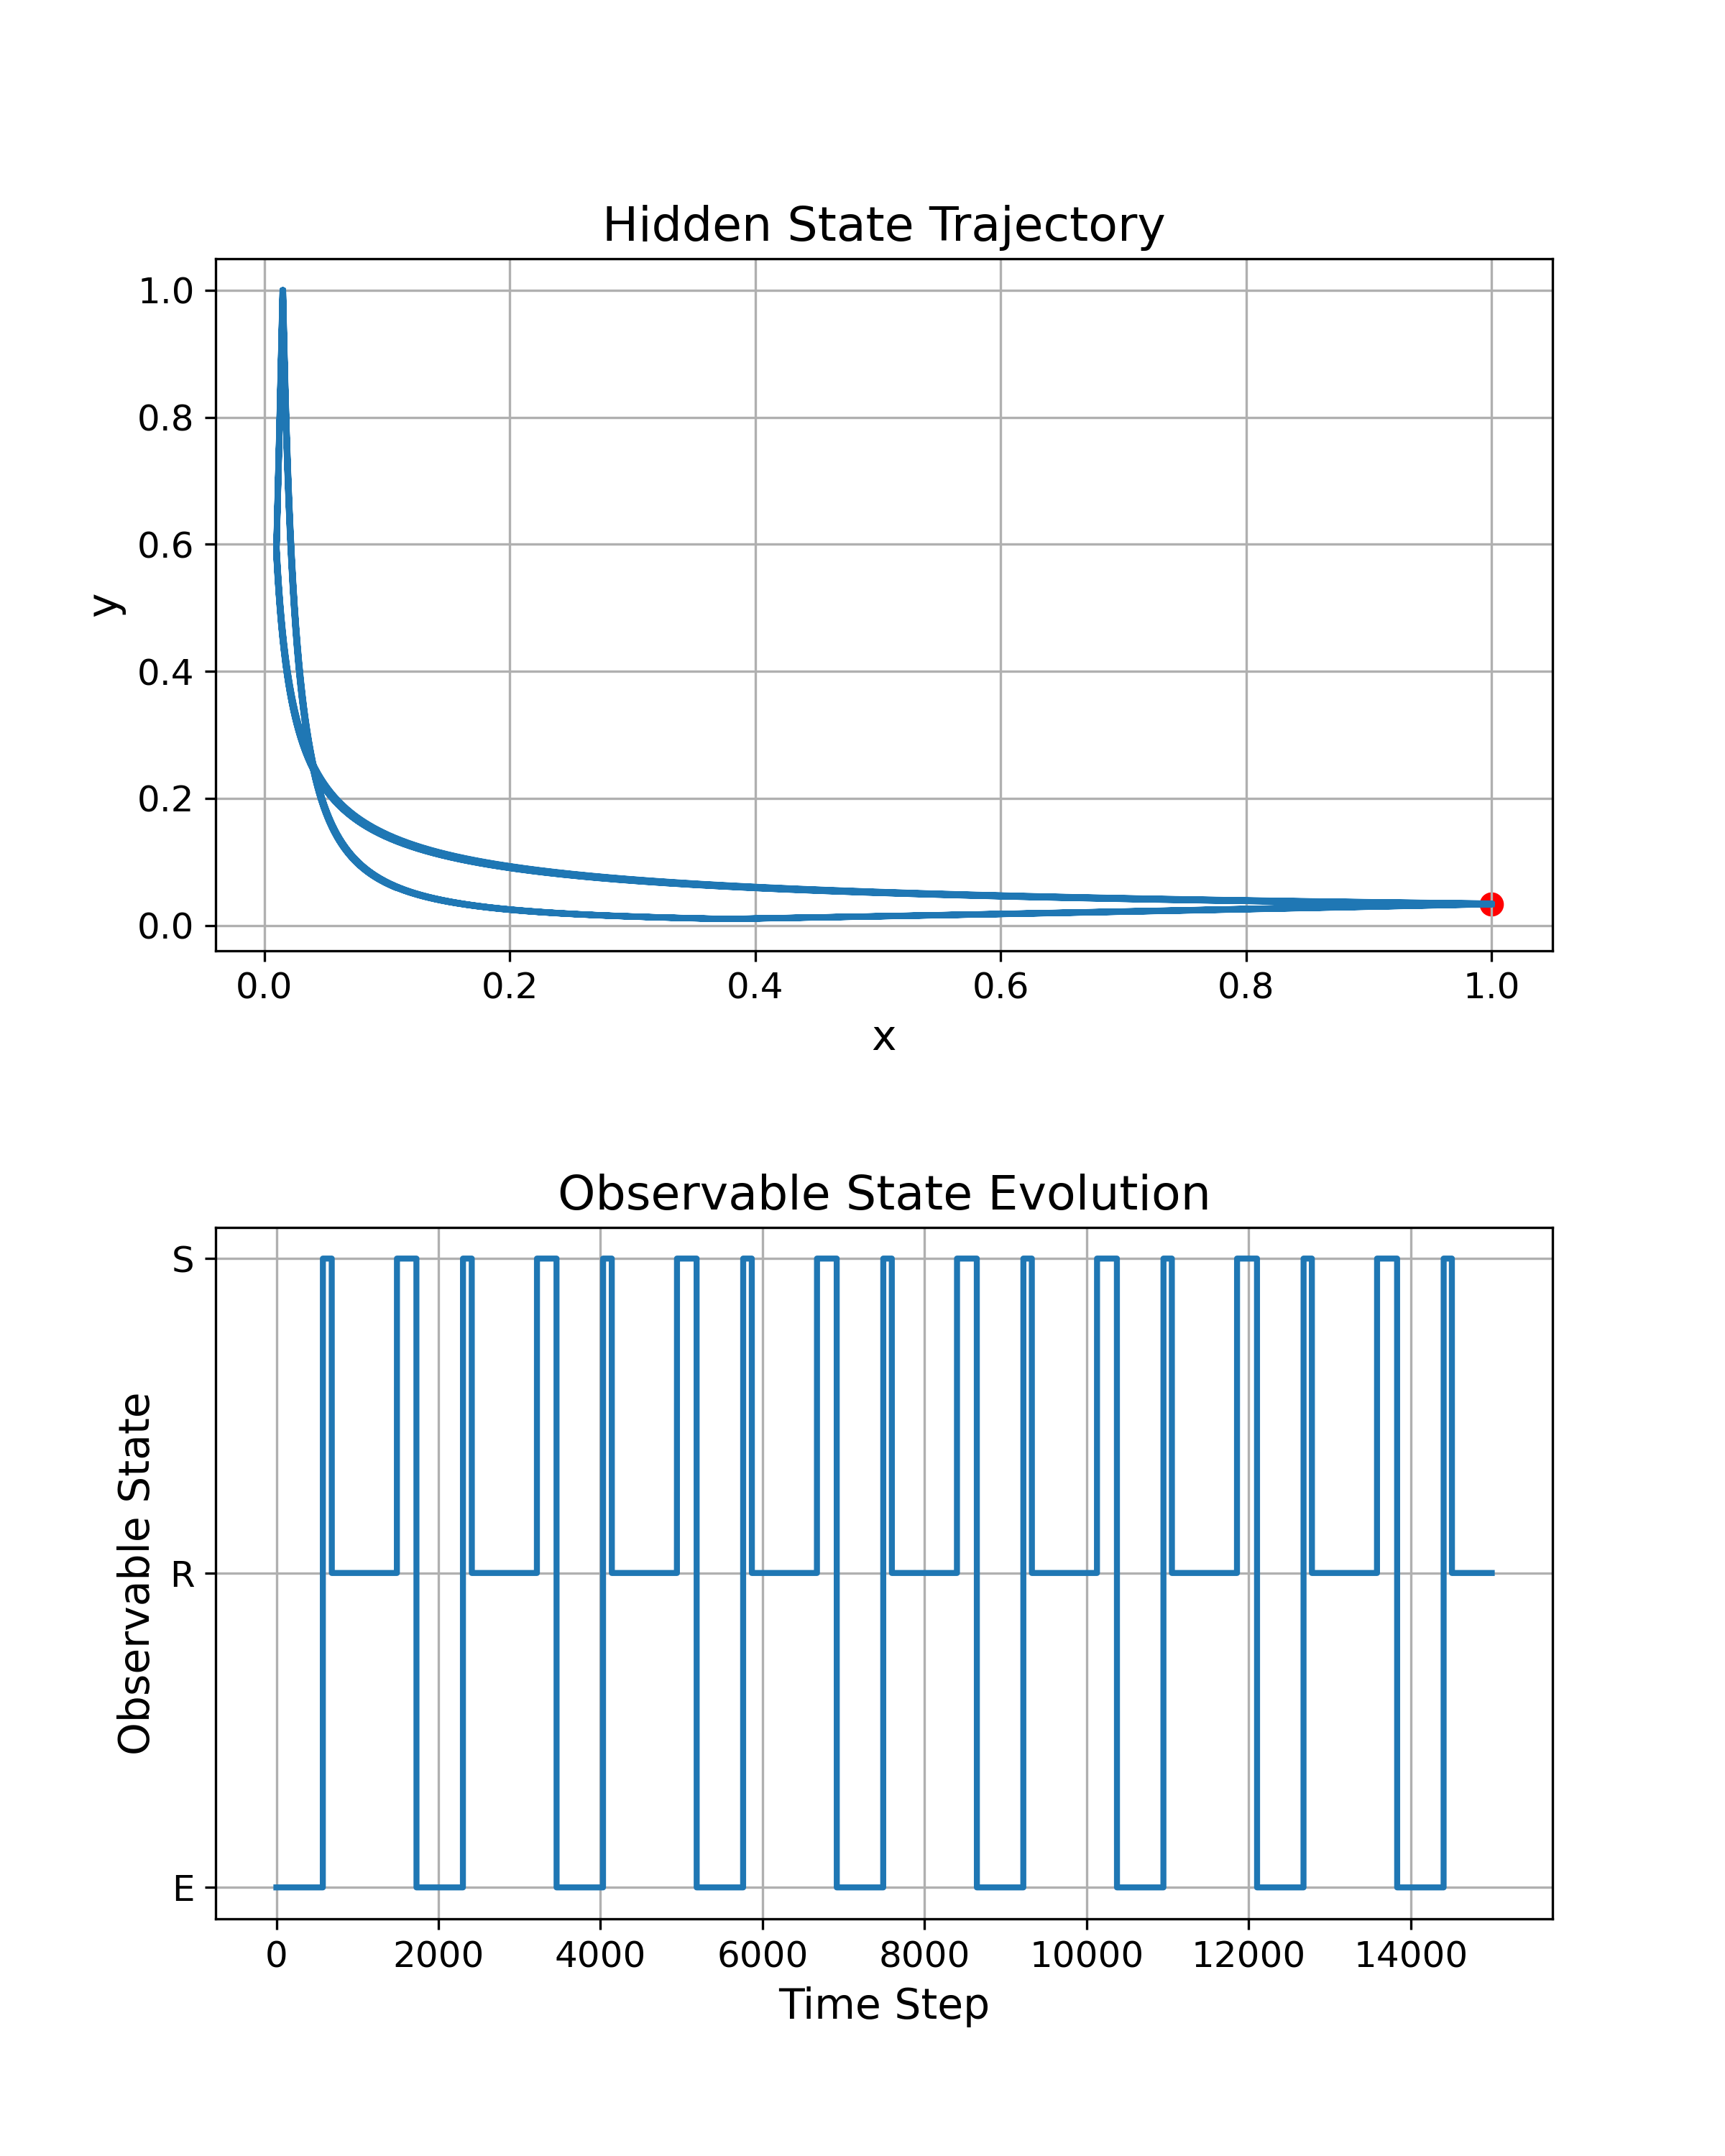 Hidden State Trajectory
1.0
0.8
0.6
0.4
0.2
0.0
y
0.0 0.2 0.4 0.6 0.8 1.0
x
Observable State Evolution
S
R
E
Observable State
0 2000 4000 6000 8000 10000 12000 14000
Time Step